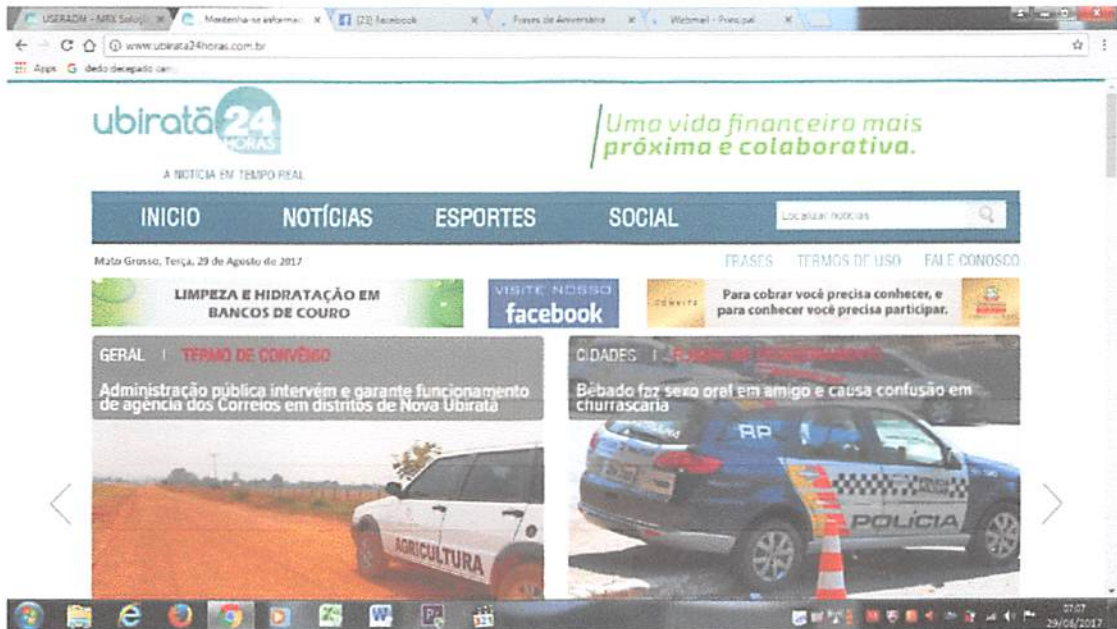 USERADM - MRX Soluç
Mantenha-se informac
(23) Facebook
Frases de Aniversário
Webmail - Principal
www.ubirata24horas.com.br
Apps
dedo decepado cam
ubiratã 24
HORAS
A NOTÍCIA EM TEMPO REAL
Uma vida financeira mais
próxima e colaborativa.
INICIO NOTÍCIAS ESPORTES SOCIAL Localizar notícias
Mato Grosso, Terça, 29 de Agosto de 2017
FRASES TERMOS DE USO FALE CONOSCO
LIMPEZA E HIDRATAÇÃO EM
BANCOS DE COURO
VISITE NOSSO
facebook
CONVITE
Para cobrar você precisa conhecer, e
para conhecer você precisa participar.
GERAL | TERMO DE CONVÊNIO
Administração pública intervém e garante funcionamento
de agência dos Correios em distritos de Nova Ubiratã
CIDADES |
Bêbado faz sexo oral em amigo e causa confusão em
churrascaria
AGRICULTURA
RP
POLÍCIA
07:07
29/08/2017